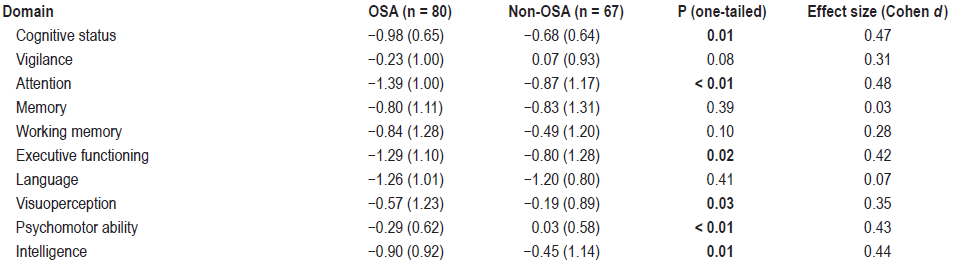 Domain OSA (n = 80) Non-OSA (n = 67) P (one-tailed) Effect size (Cohen d)
Cognitive status −0.98 (0.65) −0.68 (0.64) 0.01 0.47
Vigilance −0.23 (1.00) 0.07 (0.93) 0.08 0.31
Attention −1.39 (1.00) −0.87 (1.17) < 0.01 0.48
Memory −0.80 (1.11) −0.83 (1.31) 0.39 0.03
Working memory −0.84 (1.28) −0.49 (1.20) 0.10 0.28
Executive functioning −1.29 (1.10) −0.80 (1.28) 0.02 0.42
Language −1.26 (1.01) −1.20 (0.80) 0.41 0.07
Visuoperception −0.57 (1.23) −0.19 (0.89) 0.03 0.35
Psychomotor ability −0.29 (0.62) 0.03 (0.58) < 0.01 0.43
Intelligence −0.90 (0.92) −0.45 (1.14) 0.01 0.44